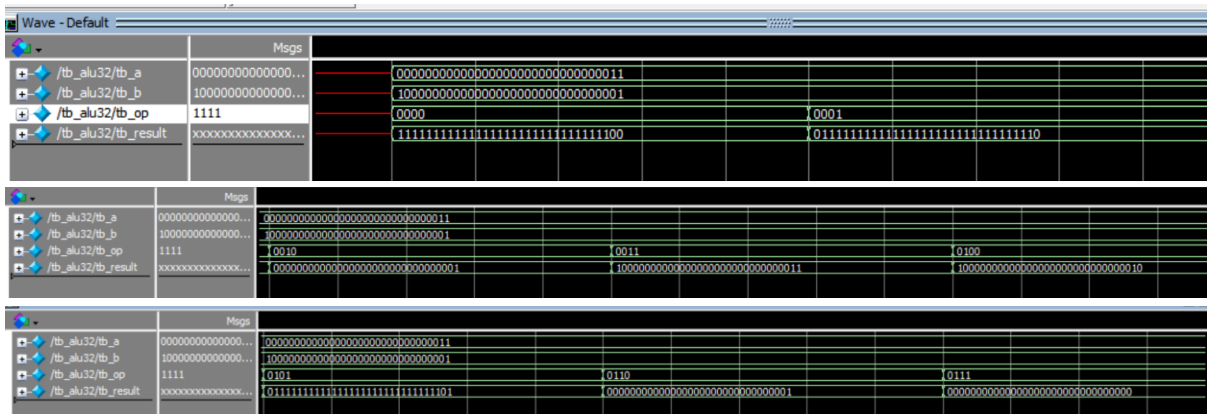 Wave - Default
Msgs
/tb_alu32/tb_a 00000000000000... 00000000000000000000000000000011
/tb_alu32/tb_b 10000000000000... 10000000000000000000000000000001
/tb_alu32/tb_op 1111 0000 0001
/tb_alu32/tb_result xxxxxxxxxxxxxx... 11111111111111111111111111111100 01111111111111111111111111111110
Msgs
/tb_alu32/tb_a 00000000000000... 00000000000000000000000000000011
/tb_alu32/tb_b 10000000000000... 10000000000000000000000000000001
/tb_alu32/tb_op 1111 0010 0011 0100
/tb_alu32/tb_result xxxxxxxxxxxxxx... 00000000000000000000000000000001 10000000000000000000000000000011 10000000000000000000000000000010
Msgs
/tb_alu32/tb_a 00000000000000... 00000000000000000000000000000011
/tb_alu32/tb_b 10000000000000... 10000000000000000000000000000001
/tb_alu32/tb_op 1111 0101 0110 0111
/tb_alu32/tb_result xxxxxxxxxxxxxx... 01111111111111111111111111111101 00000000000000000000000000000001 00000000000000000000000000000000